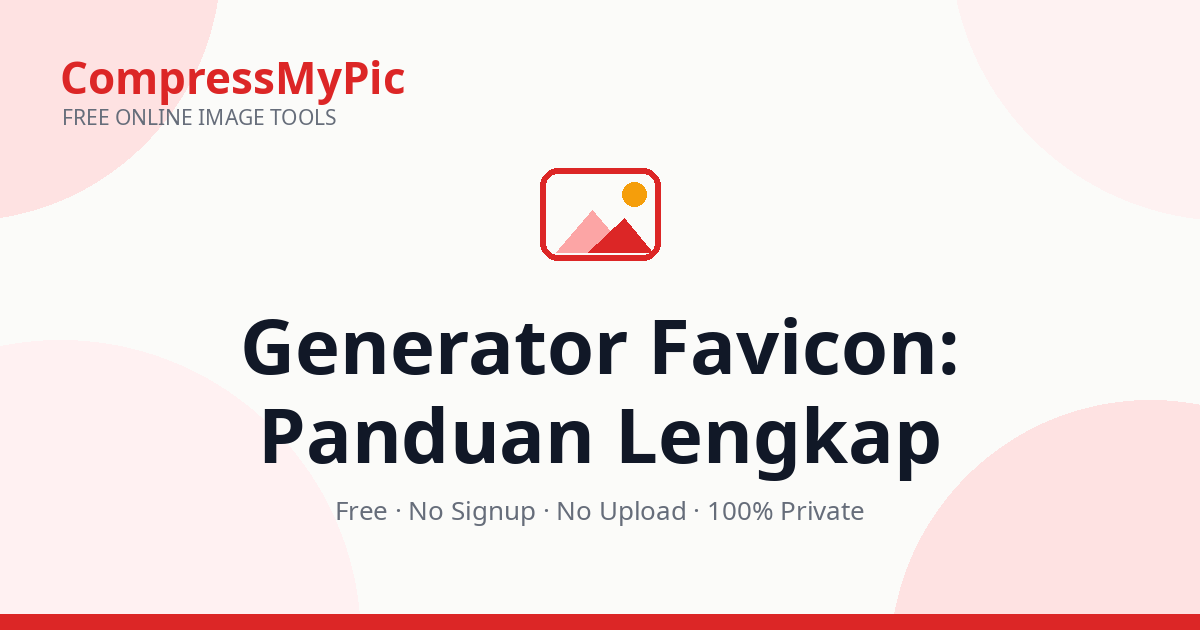 CompressMyPic
FREE ONLINE IMAGE TOOLS
Generator Favicon:
Panduan Lengkap
Free · No Signup · No Upload · 100% Private